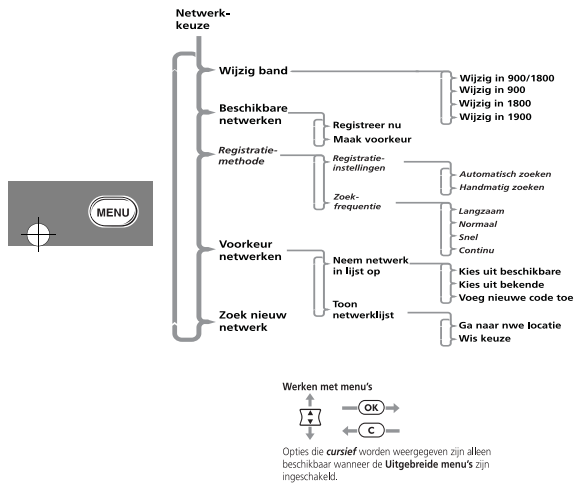 Netwerk-
keuze
Wijzig band
Wijzig in 900/1800
Wijzig in 900
Wijzig in 1800
Wijzig in 1900
Beschikbare
netwerken
Registreer nu
Maak voorkeur
Registratie-
methode
Registratie-
instellingen
Automatisch zoeken
Handmatig zoeken
Zoek-
frequentie
Langzaam
Normaal
Snel
Continu
MENU
Voorkeur
netwerken
Neem netwerk
in lijst op
Kies uit beschikbare
Kies uit bekende
Voeg nieuwe code toe
Toon
netwerklijst
Ga naar nwe locatie
Wis keuze
Zoek nieuw
netwerk
Werken met menu's
OK
C
Opties die cursief worden weergegeven zijn alleen
beschikbaar wanneer de Uitgebreide menu's zijn
ingeschakeld.